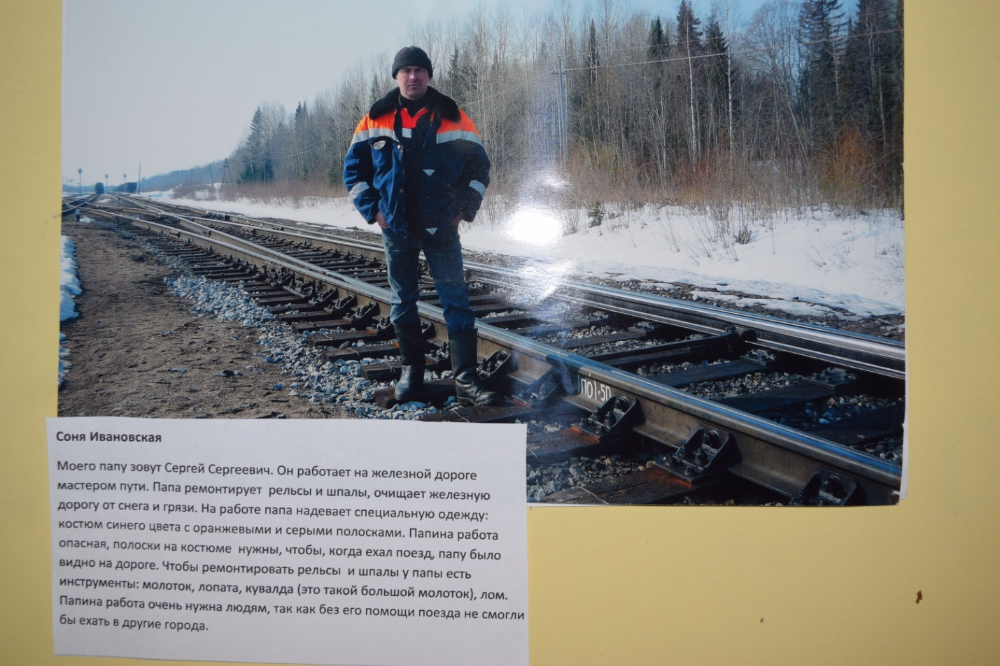 ПО1-50
Соня Ивановская
Моего папу зовут Сергей Сергеевич. Он работает на железной дороге
мастером пути. Папа ремонтирует рельсы и шпалы, очищает железную
дорогу от снега и грязи. На работе папа надевает специальную одежду:
костюм синего цвета с оранжевыми и серыми полосками. Папина работа
опасная, полоски на костюме нужны, чтобы, когда ехал поезд, папу было
видно на дороге. Чтобы ремонтировать рельсы и шпалы у папы есть
инструменты: молоток, лопата, кувалда (это такой большой молоток), лом.
Папина работа очень нужна людям, так как без его помощи поезда не смогли
бы ехать в другие города.